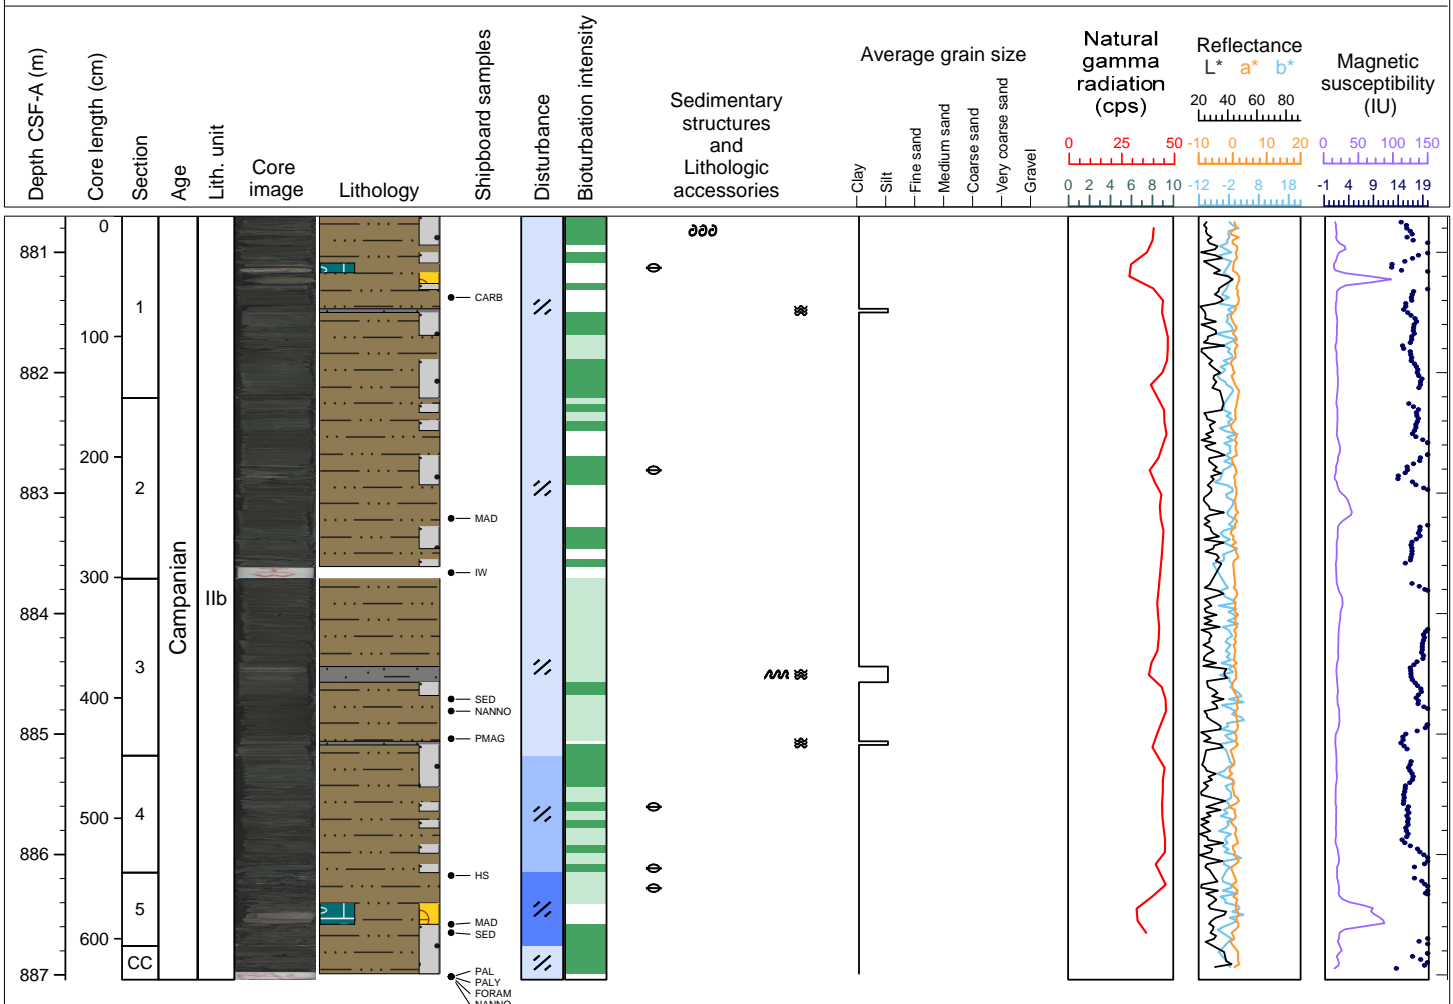 Depth CSF-A (m)
Core length (cm)
Section
Age
Lith. unit
Core
image
Lithology
Shipboard samples
Disturbance
Bioturbation intensity
Sedimentary
structures
and
Lithologic
accessories
Average grain size
Clay
Silt
Fine sand
Medium sand
Coarse sand
Very coarse sand
Gravel
Natural
gamma
radiation
(cps)
0 25 50
0 2 4 6 8 10
Reflectance
L* a* b*
20 40 60 80
-10 0 10 20
-12 -2 8 18
Magnetic
susceptibility
(IU)
0 50 100 150
-1 4 9 14 19
881
882
883
884
885
886
887
0
100
200
300
400
500
600
1
2
3
4
5
CC
Campanian
IIb
CARB
MAD
IW
SED
NANNO
PMAG
HS
MAD
SED
PAL
PALY
FORAM
NANNO